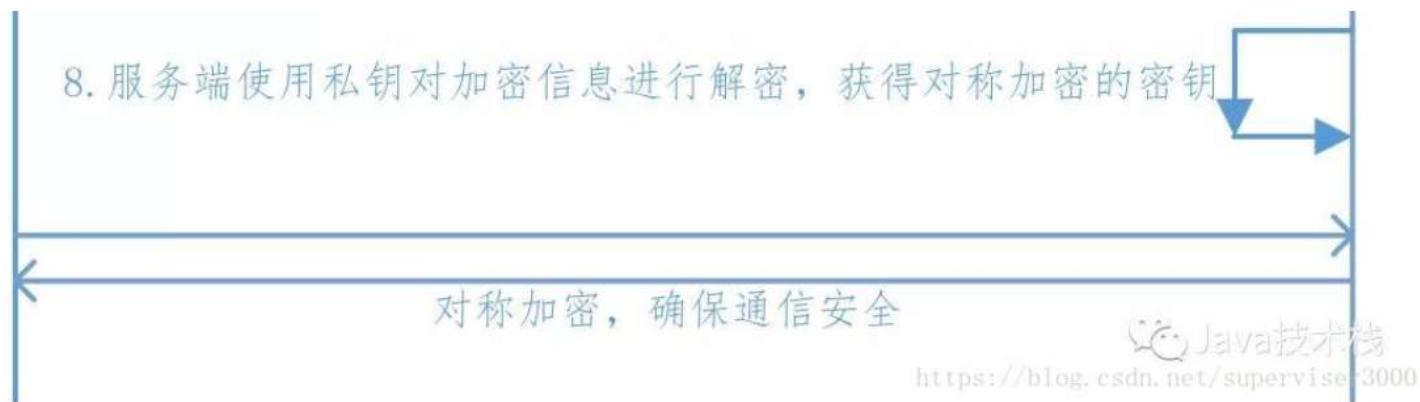 8.服务端使用私钥对加密信息进行解密，获得对称加密的密钥
对称加密，确保通信安全
Java技术栈
https://blog.csdn.net/superviser3000